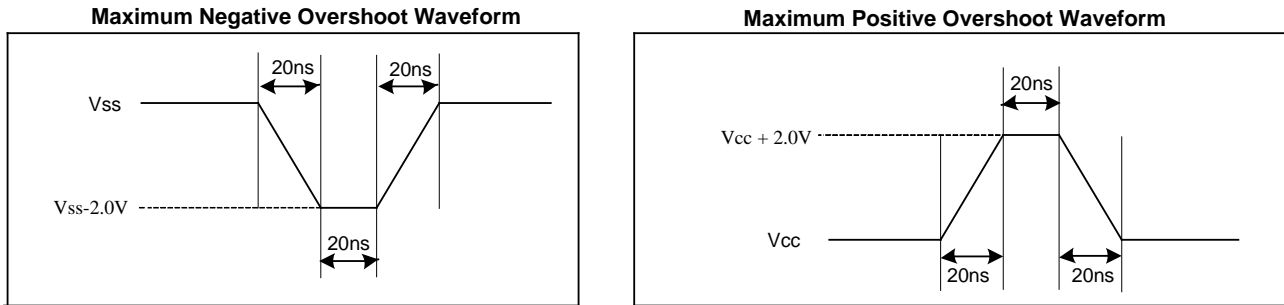 Maximum Negative Overshoot Waveform
20ns
20ns
Vss
Vss-2.0V
20ns
Maximum Positive Overshoot Waveform
20ns
Vcc + 2.0V
Vcc
20ns
20ns